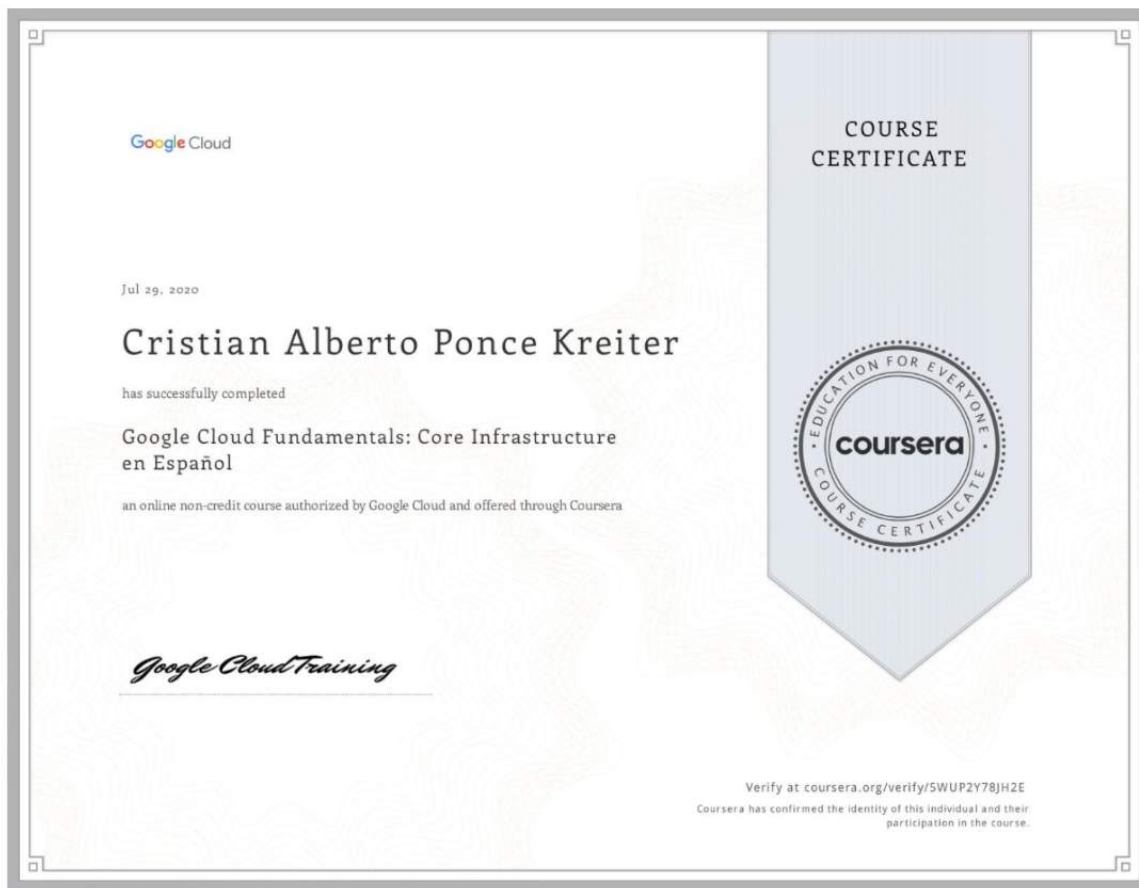 Google Cloud
COURSE
CERTIFICATE
Jul 29, 2020
Cristian Alberto Ponce Kreiter
has successfully completed
Google Cloud Fundamentals: Core Infrastructure
en Español
an online non-credit course authorized by Google Cloud and offered through Coursera
EDUCATION FOR EVERYONE
coursera
COURSE CERTIFICATE
Google Cloud Training
Verify at coursera.org/verify/5WUP2Y78JH2E
Coursera has confirmed the identity of this individual and their
participation in the course.